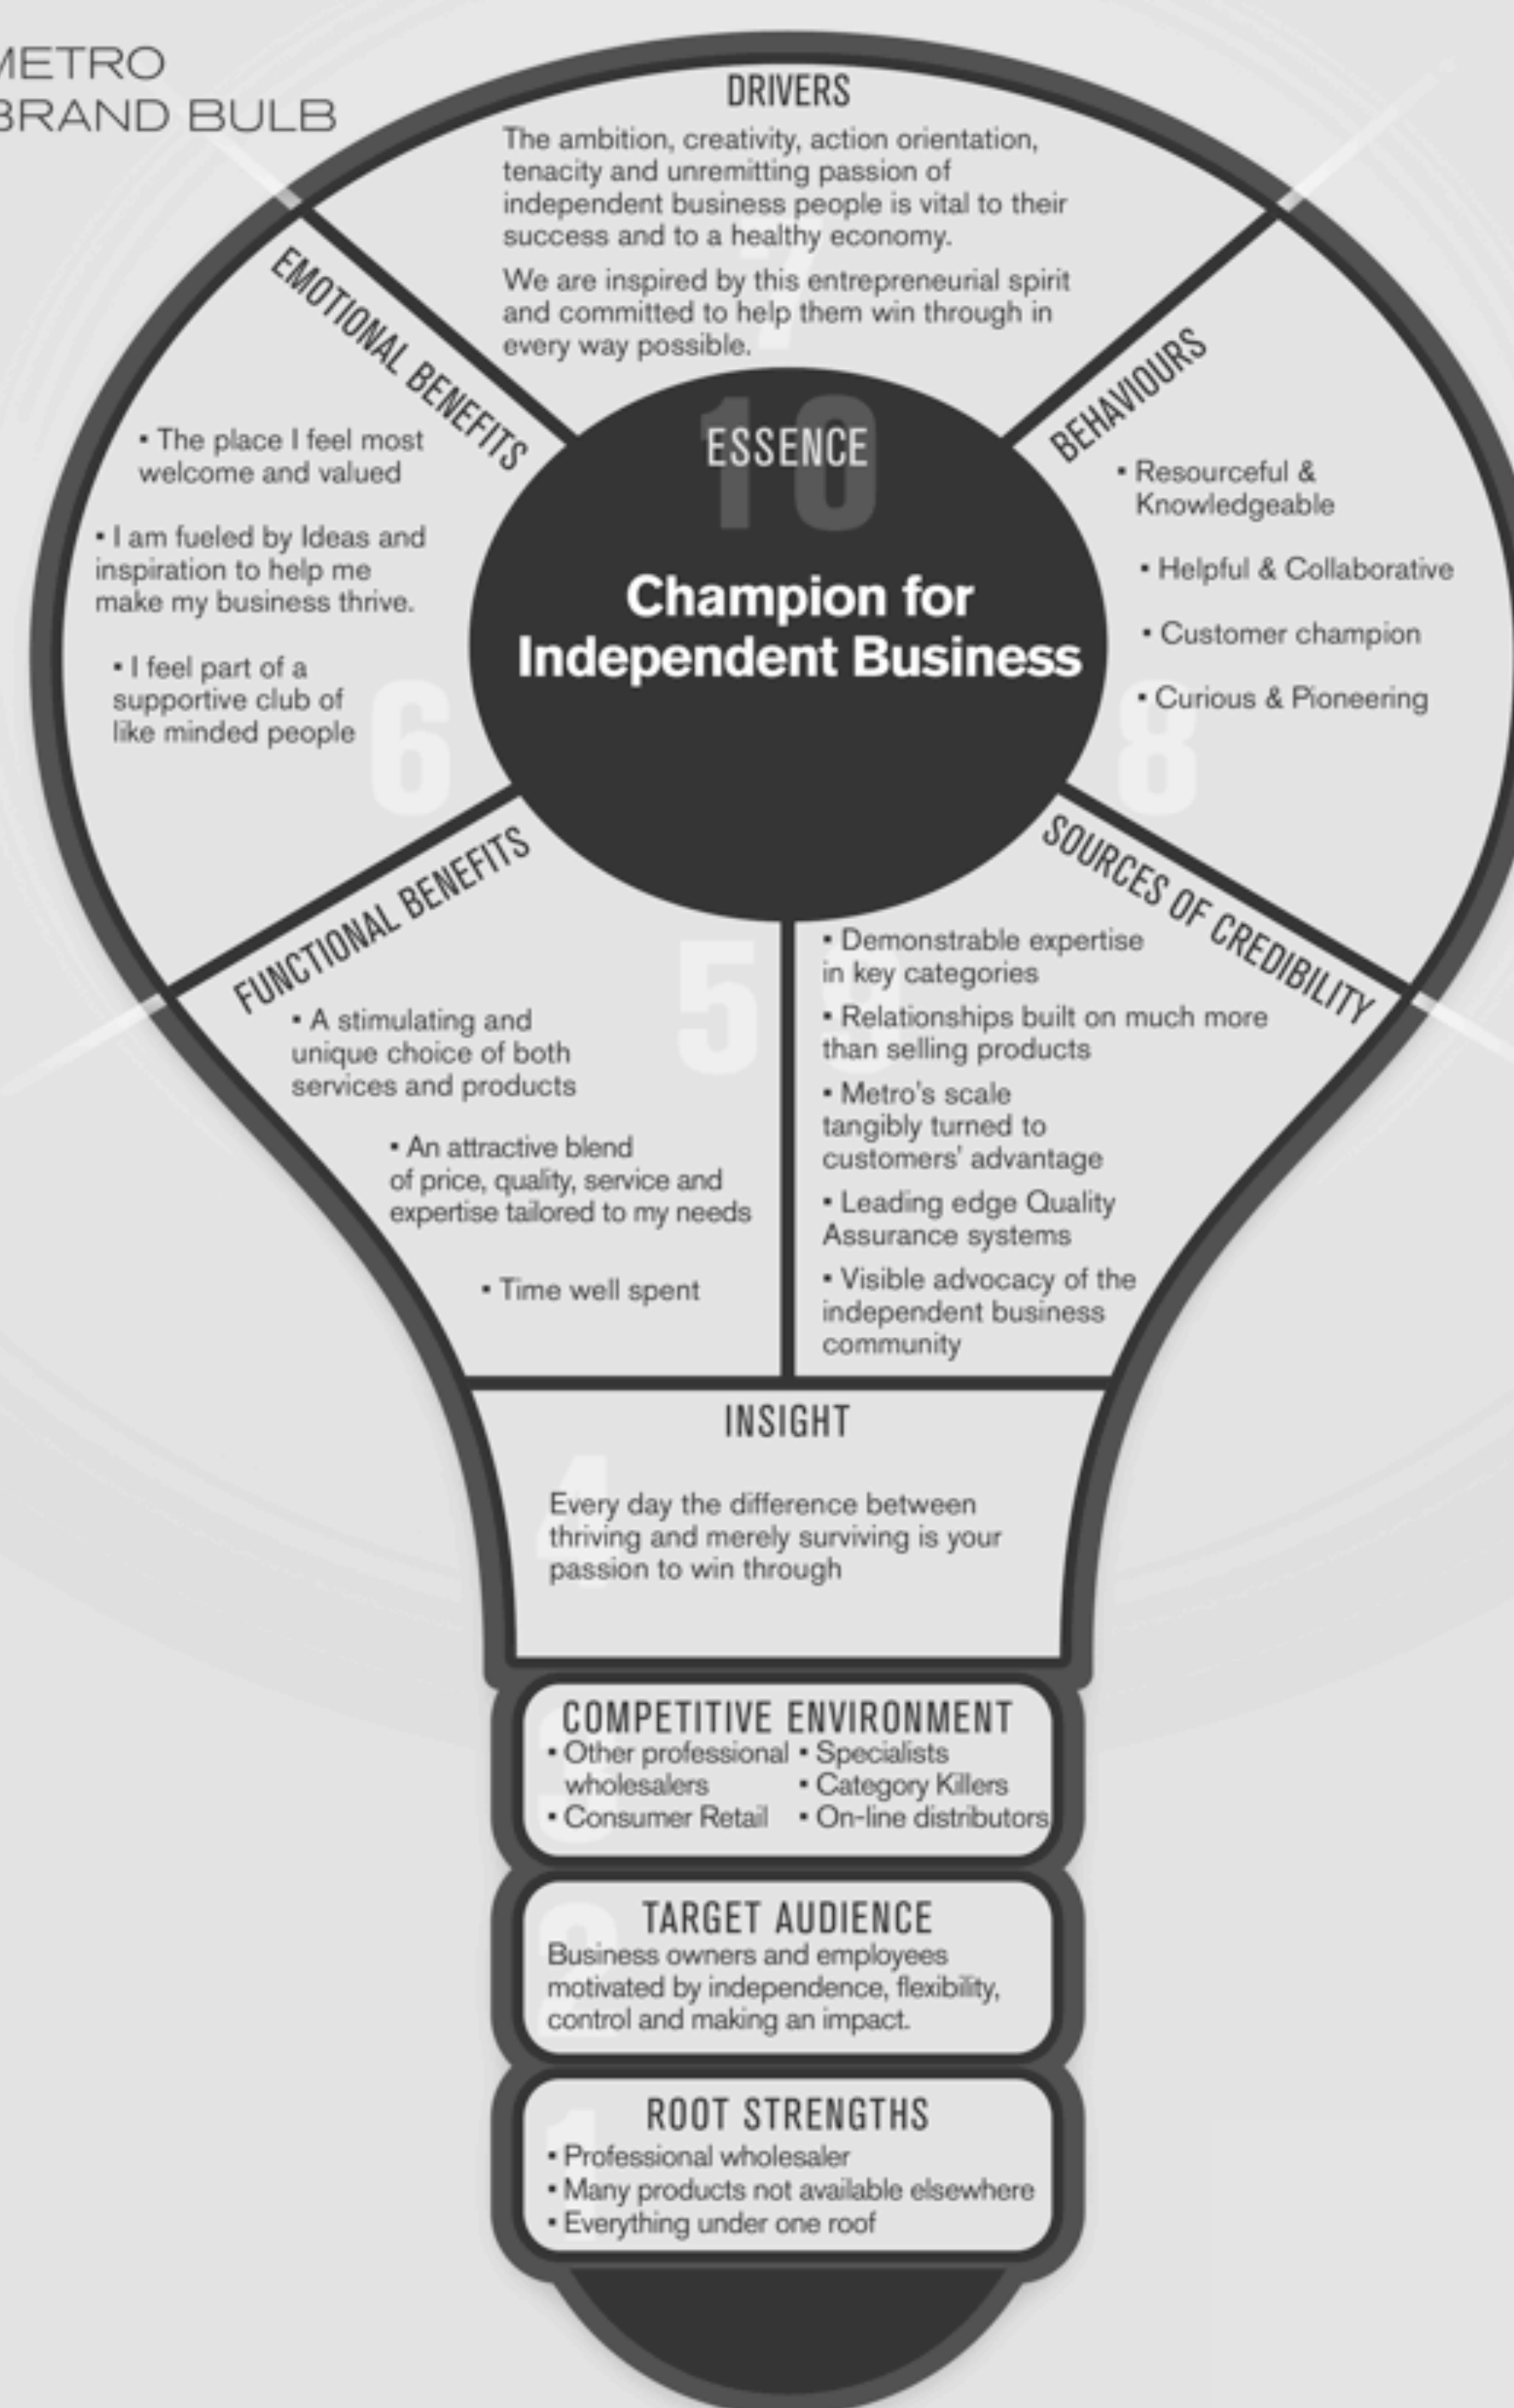 METRO
BRAND BULB
DRIVERS
The ambition, creativity, action orientation,
tenacity and unremitting passion of
independent business people is vital to their
success and to a healthy economy.
We are inspired by this entrepreneurial spirit
and committed to help them win through in
every way possible.
7
EMOTIONAL BENEFITS
▪ The place I feel most
welcome and valued
▪ I am fueled by Ideas and
inspiration to help me
make my business thrive.
▪ I feel part of a
supportive club of
like minded people
6
10
ESSENCE
Champion for
Independent Business
BEHAVIOURS
▪ Resourceful &
Knowledgeable
▪ Helpful & Collaborative
▪ Customer champion
▪ Curious & Pioneering
8
FUNCTIONAL BENEFITS
▪ A stimulating and
unique choice of both
services and products
▪ An attractive blend
of price, quality, service and
expertise tailored to my needs
▪ Time well spent
5
SOURCES OF CREDIBILITY
▪ Demonstrable expertise
in key categories
▪ Relationships built on much more
than selling products
▪ Metro's scale
tangibly turned to
customers' advantage
▪ Leading edge Quality
Assurance systems
▪ Visible advocacy of the
independent business
community
9
INSIGHT
Every day the difference between
thriving and merely surviving is your
passion to win through
4
COMPETITIVE ENVIRONMENT
▪ Other professional
wholesalers
▪ Consumer Retail
▪ Specialists
▪ Category Killers
▪ On-line distributors
3
TARGET AUDIENCE
Business owners and employees
motivated by independence, flexibility,
control and making an impact.
2
ROOT STRENGTHS
▪ Professional wholesaler
▪ Many products not available elsewhere
▪ Everything under one roof
1